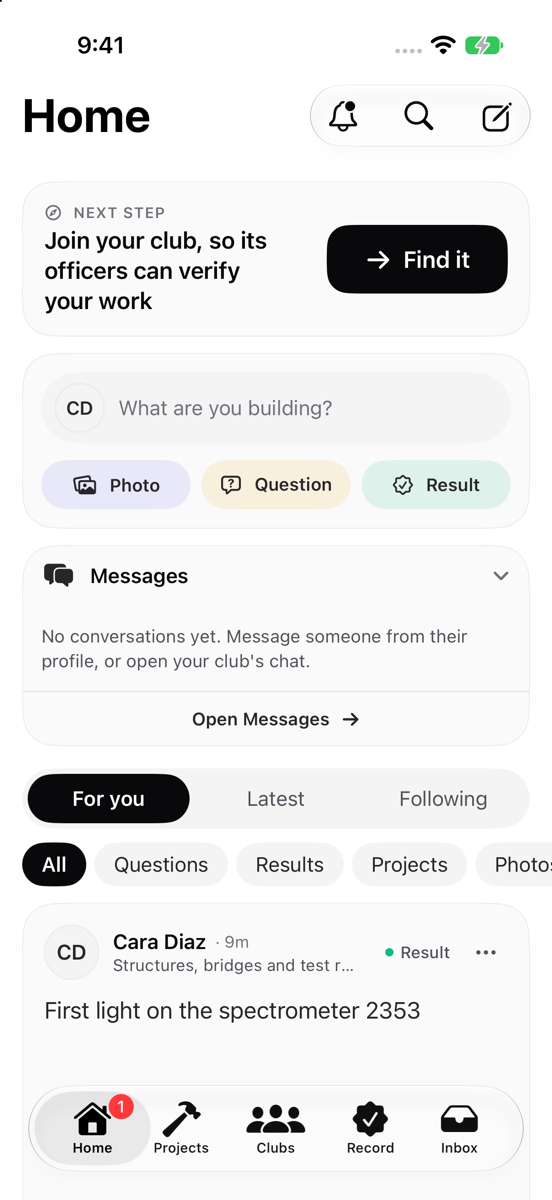 9:41
Home
NEXT STEP
Join your club, so its
officers can verify
your work
Find it
CD
What are you building?
Photo
Question
Result
Messages
No conversations yet. Message someone from their
profile, or open your club's chat.
Open Messages
For you
Latest
Following
All
Questions
Results
Projects
Photos
CD
Cara Diaz · 9m
Structures, bridges and test r...
Result
First light on the spectrometer 2353
1
Home
Projects
Clubs
Record
Inbox